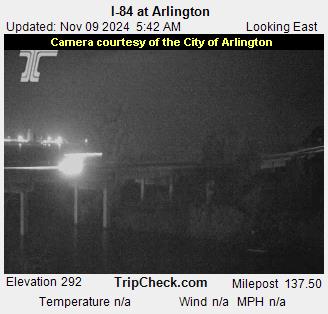 I-84 at Arlington
Updated: Nov 09 2024 5:42 AM Looking East
Camera courtesy of the City of Arlington
Elevation 292 TripCheck.com Milepost 137.50
Temperature n/a Wind n/a MPH n/a